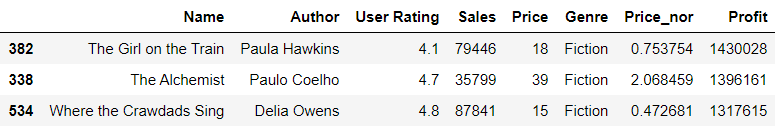 Name Author User Rating Sales Price Genre Price_nor Profit
382 The Girl on the Train Paula Hawkins 4.1 79446 18 Fiction 0.753754 1430028
338 The Alchemist Paulo Coelho 4.7 35799 39 Fiction 2.068459 1396161
534 Where the Crawdads Sing Delia Owens 4.8 87841 15 Fiction 0.472681 1317615